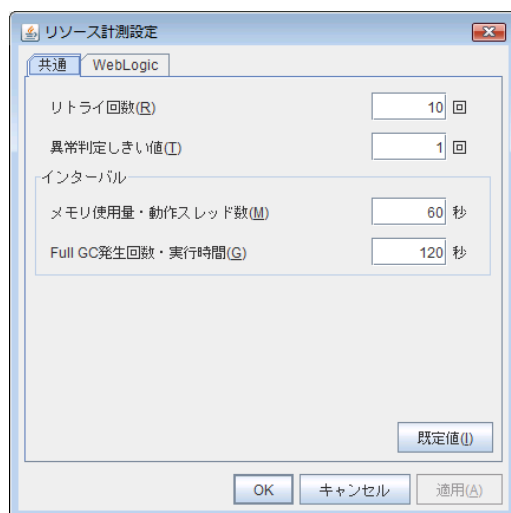 リソース計測設定
共通 WebLogic
リトライ回数(R) 10 回
異常判定しきい値(T) 1 回
インターバル
メモリ使用量・動作スレッド数(M) 60 秒
Full GC発生回数・実行時間(G) 120 秒
既定値(I)
OK キャンセル 適用(A)